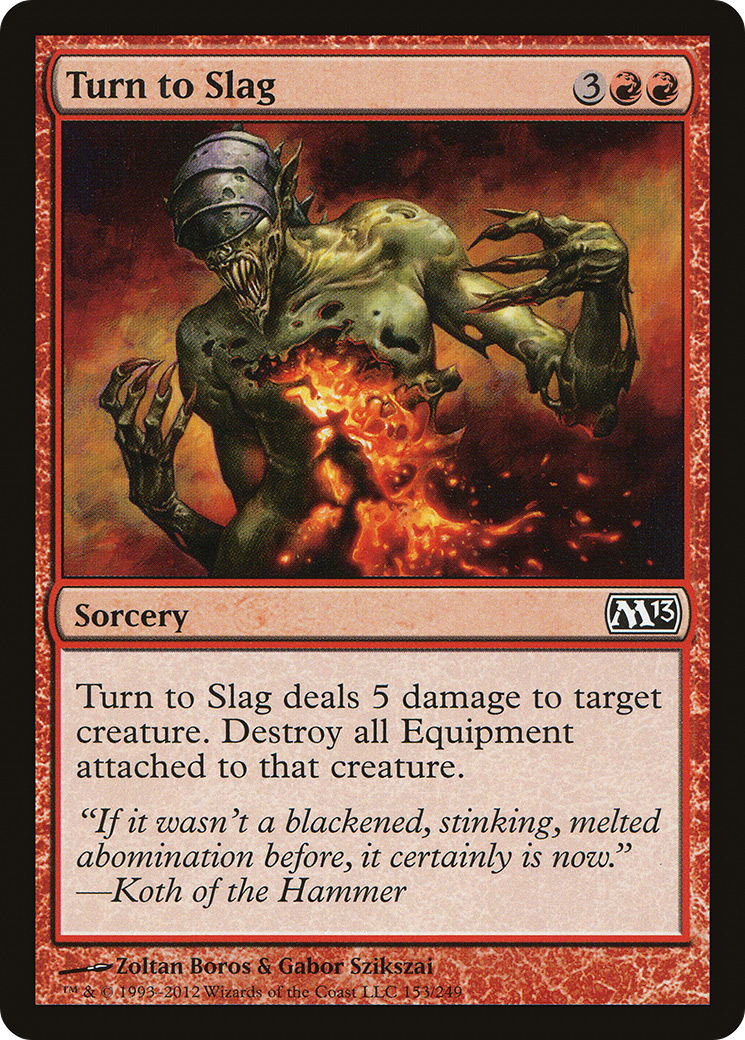 Turn to Slag 3
Sorcery M13
Turn to Slag deals 5 damage to target
creature. Destroy all Equipment
attached to that creature.
“If it wasn’t a blackened, stinking, melted
abomination before, it certainly is now.”
—Koth of the Hammer
Zoltan Boros & Gabor Szikszai
™ & © 1993–2012 Wizards of the Coast LLC 153/249